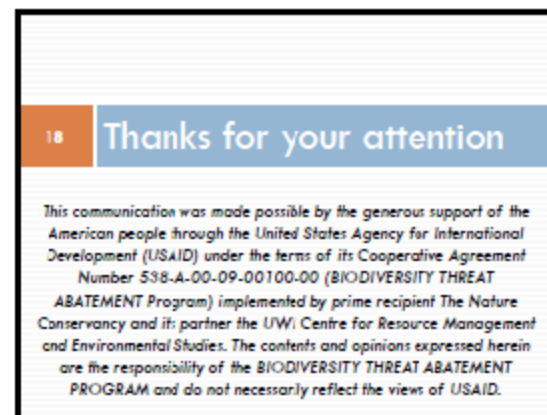 18
Thanks for your attention
This communication was made possible by the generous support of the
American people through the United States Agency for International
Development (USAID) under the terms of its Cooperative Agreement
Number 538-A-00-09-00100-00 (BIODIVERSITY THREAT
ABATEMENT Program) implemented by prime recipient The Nature
Conservancy and its partner the UWI Centre for Resource Management
and Environmental Studies. The contents and opinions expressed herein
are the responsibility of the BIODIVERSITY THREAT ABATEMENT
PROGRAM and do not necessarily reflect the views of USAID.